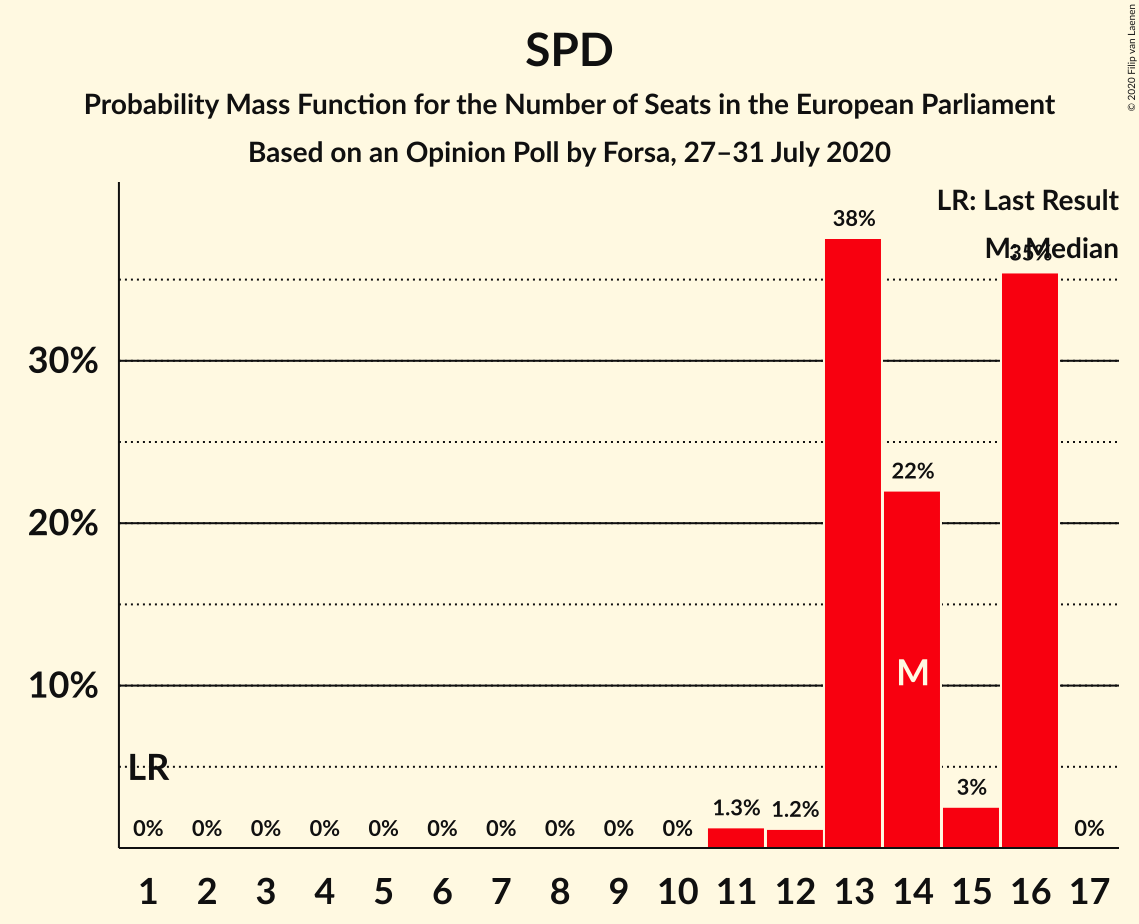 SPD
Probability Mass Function for the Number of Seats in the European Parliament
Based on an Opinion Poll by Forsa, 27–31 July 2020
© 2020 Filip van Laenen
LR: Last Result
M: Median
38%
35%
30%
22%
20%
M
10%
LR
3%
0% 0% 0% 0% 0% 0% 0% 0% 0% 0% 1.3% 1.2% 0%
1 2 3 4 5 6 7 8 9 10 11 12 13 14 15 16 17